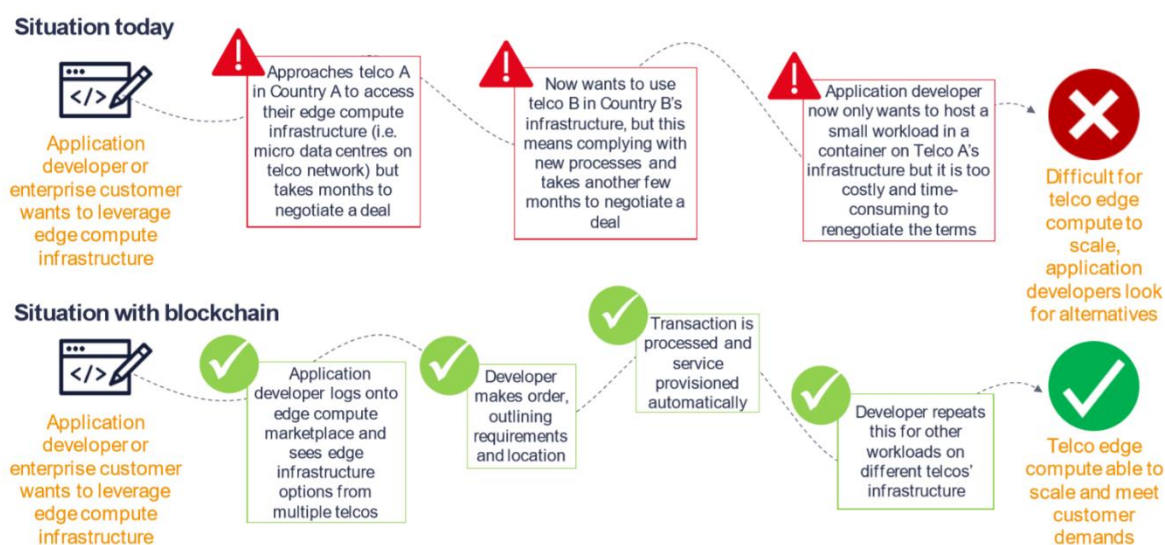 Situation today
</>
Application
developer or
enterprise customer
wants to leverage
edge compute
infrastructure
!
Approaches telco A
in Country A to access
their edge compute
infrastructure (i.e.
micro data centres on
telco network) but
takes months to
negotiate a deal
!
Now wants to use
telco B in Country B's
infrastructure, but this
means complying with
new processes and
takes another few
months to negotiate a
deal
!
Application developer
now only wants to host a
small workload in a
container on Telco A's
infrastructure but it is too
costly and time-
consuming to
renegotiate the terms
Difficult for
telco edge
compute to
scale,
application
developers look
for alternatives
Situation with blockchain
</>
Application
developer or
enterprise customer
wants to leverage
edge compute
infrastructure
Application
developer logs onto
edge compute
marketplace and
sees edge
infrastructure
options from
multiple telcos
Developer
makes order,
outlining
requirements
and location
Transaction is
processed and
service
provisioned
automatically
Developer repeats
this for other
workloads on
different telcos'
infrastructure
Telco edge
compute able to
scale and meet
customer
demands